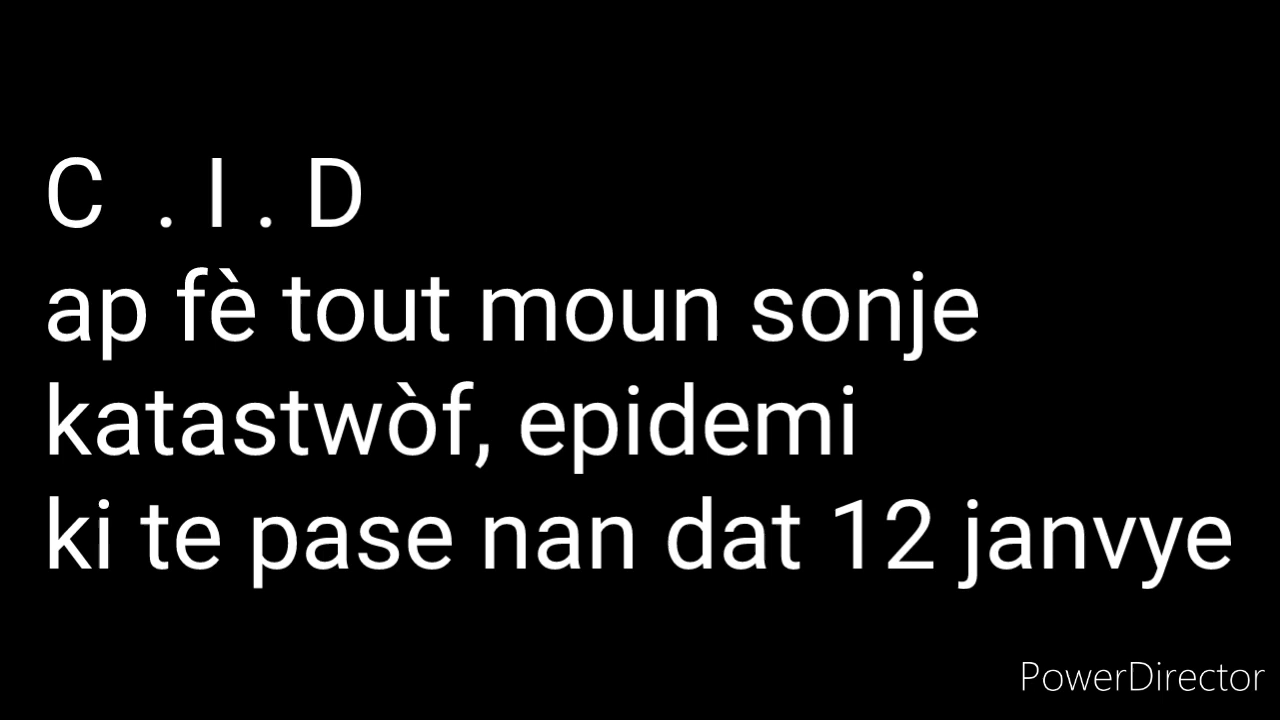 C  . I . D
ap fè tout moun sonje
katastwòf, epidemi
ki te pase nan dat 12 janvye
PowerDirector